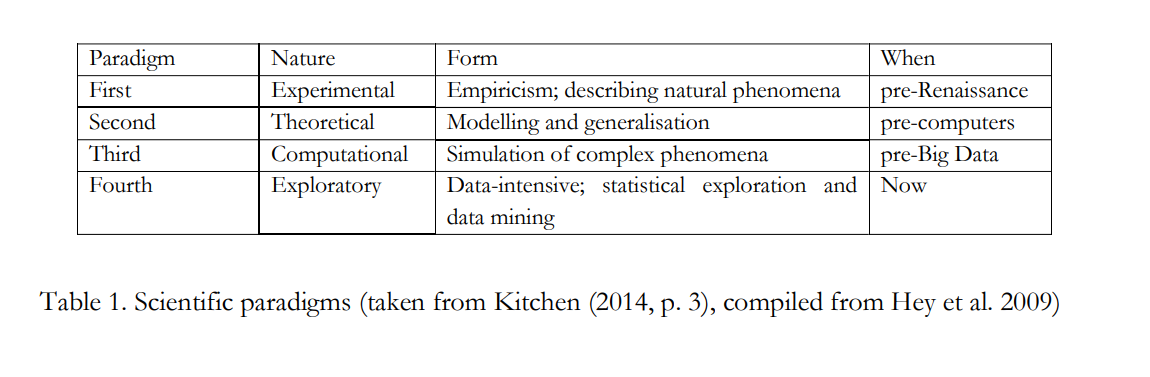 Paradigm Nature Form When
First Experimental Empiricism; describing natural phenomena pre-Renaissance
Second Theoretical Modelling and generalisation pre-computers
Third Computational Simulation of complex phenomena pre-Big Data
Fourth Exploratory Data-intensive; statistical exploration and Now
data mining
Table 1. Scientific paradigms (taken from Kitchen (2014, p. 3), compiled from Hey et al. 2009)